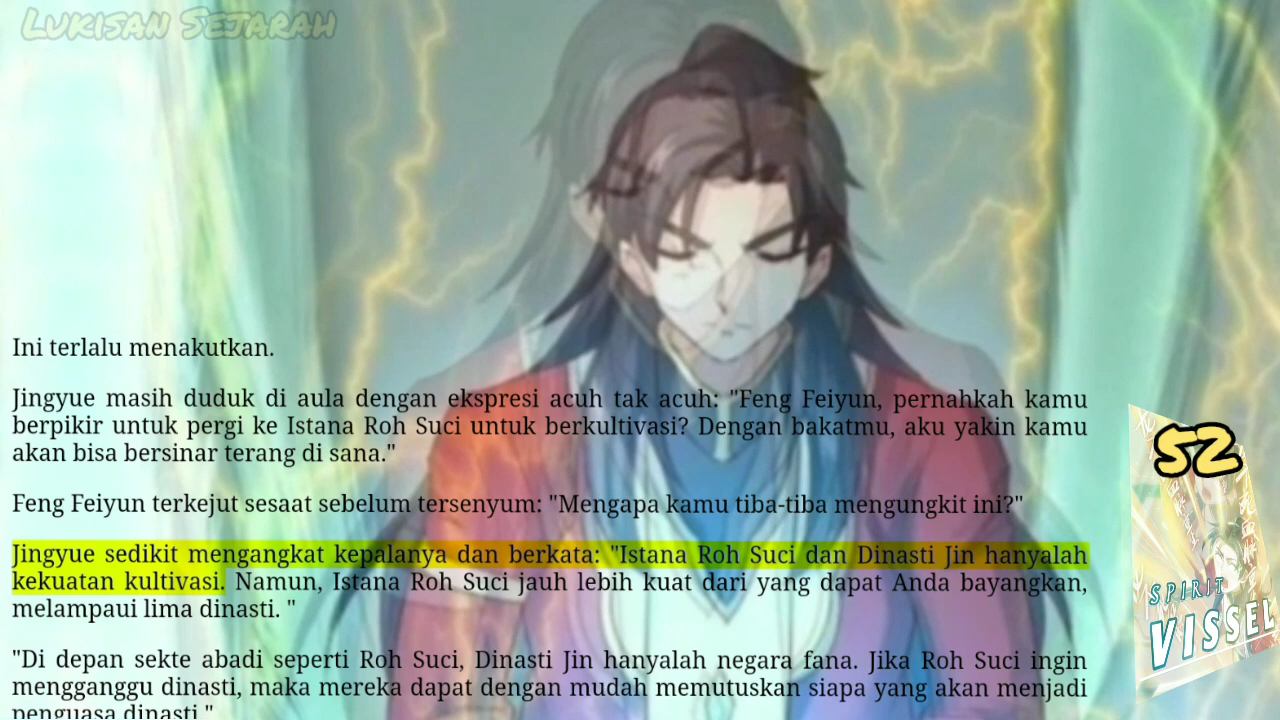 Lukisan Sejarah
Ini terlalu menakutkan.
Jingyue masih duduk di aula dengan ekspresi acuh tak acuh: "Feng Feiyun, pernahkah kamu
berpikir untuk pergi ke Istana Roh Suci untuk berkultivasi? Dengan bakatmu, aku yakin kamu
akan bisa bersinar terang di sana."
Feng Feiyun terkejut sesaat sebelum tersenyum: "Mengapa kamu tiba-tiba mengungkit ini?"
Jingyue sedikit mengangkat kepalanya dan berkata: "Istana Roh Suci dan Dinasti Jin hanyalah
kekuatan kultivasi. Namun, Istana Roh Suci jauh lebih kuat dari yang dapat Anda bayangkan,
melampaui lima dinasti. "
"Di depan sekte abadi seperti Roh Suci, Dinasti Jin hanyalah negara fana. Jika Roh Suci ingin
mengganggu dinasti, maka mereka dapat dengan mudah memutuskan siapa yang akan menjadi
penguasa dinasti."
52
SPIRIT
VISSEL